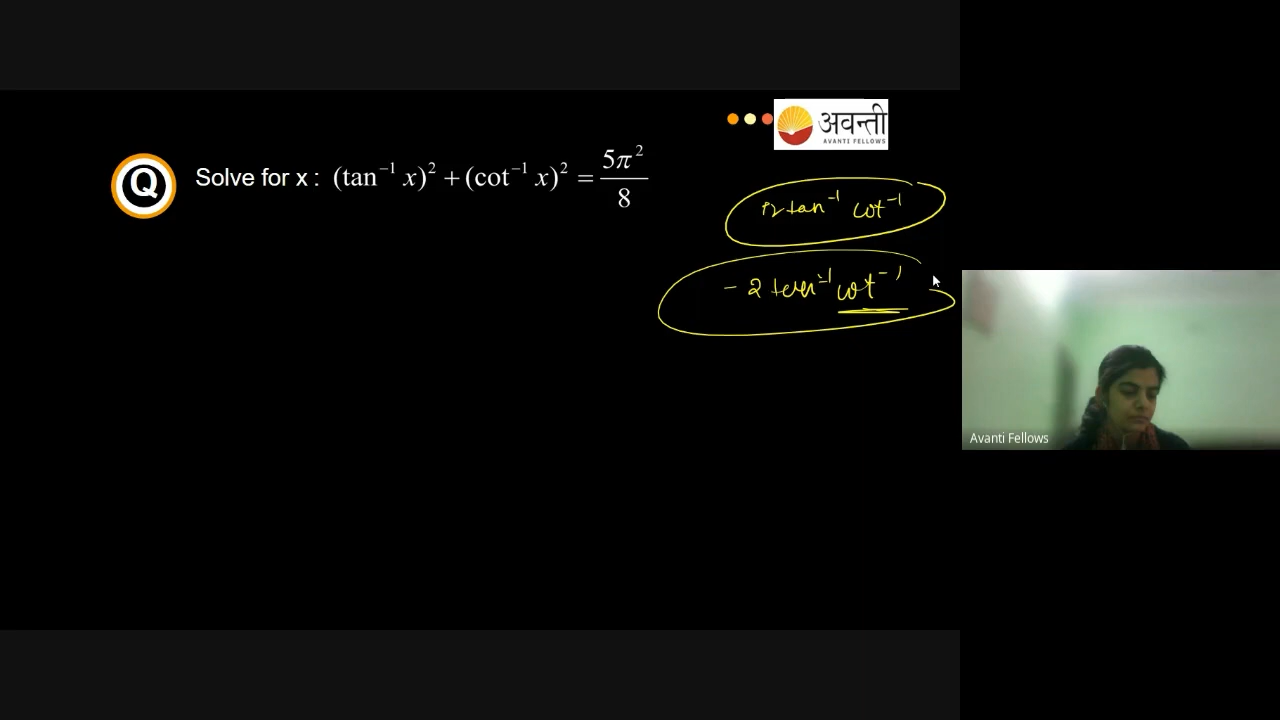 अवन्ती
AVANTI FELLOWS
Q Solve for x : (tan⁻¹ x)² + (cot⁻¹ x)² = 5π²/8
tan⁻¹ cot⁻¹
- 2 tan⁻¹ cot⁻¹
Avanti Fellows